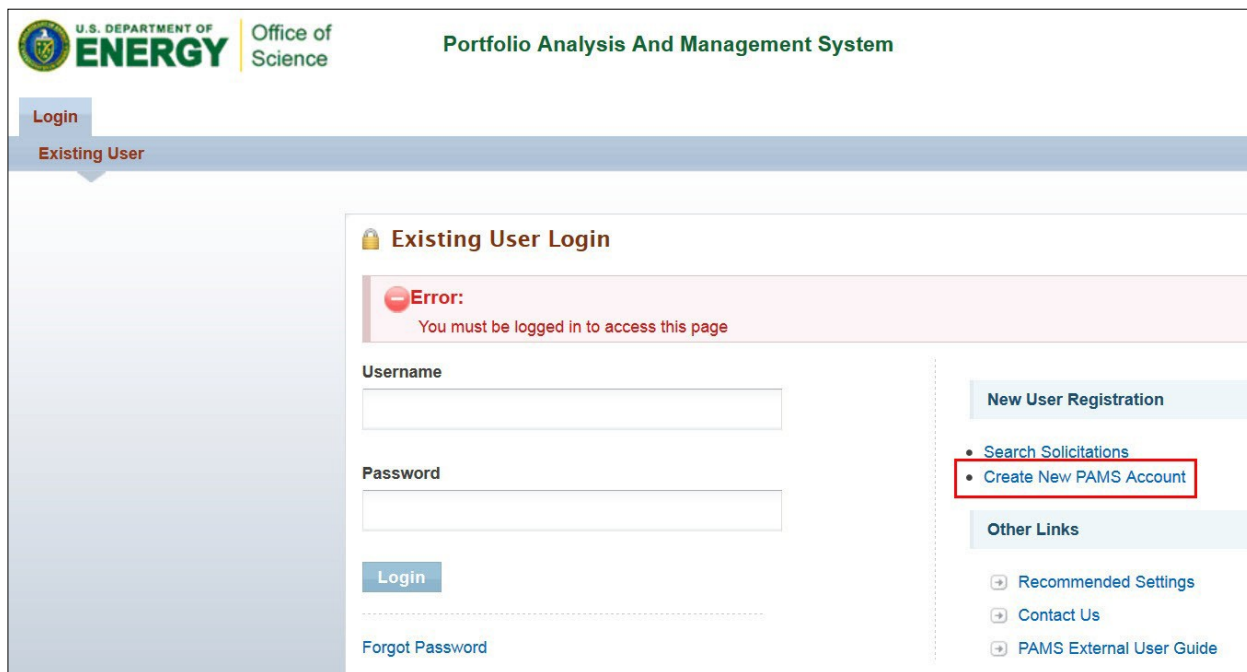 U.S. DEPARTMENT OF
ENERGY
Office of
Science
Portfolio Analysis And Management System
Login
Existing User
Existing User Login
Error:
You must be logged in to access this page
Username
Password
Login
Forgot Password
New User Registration
Search Solicitations
Create New PAMS Account
Other Links
Recommended Settings
Contact Us
PAMS External User Guide